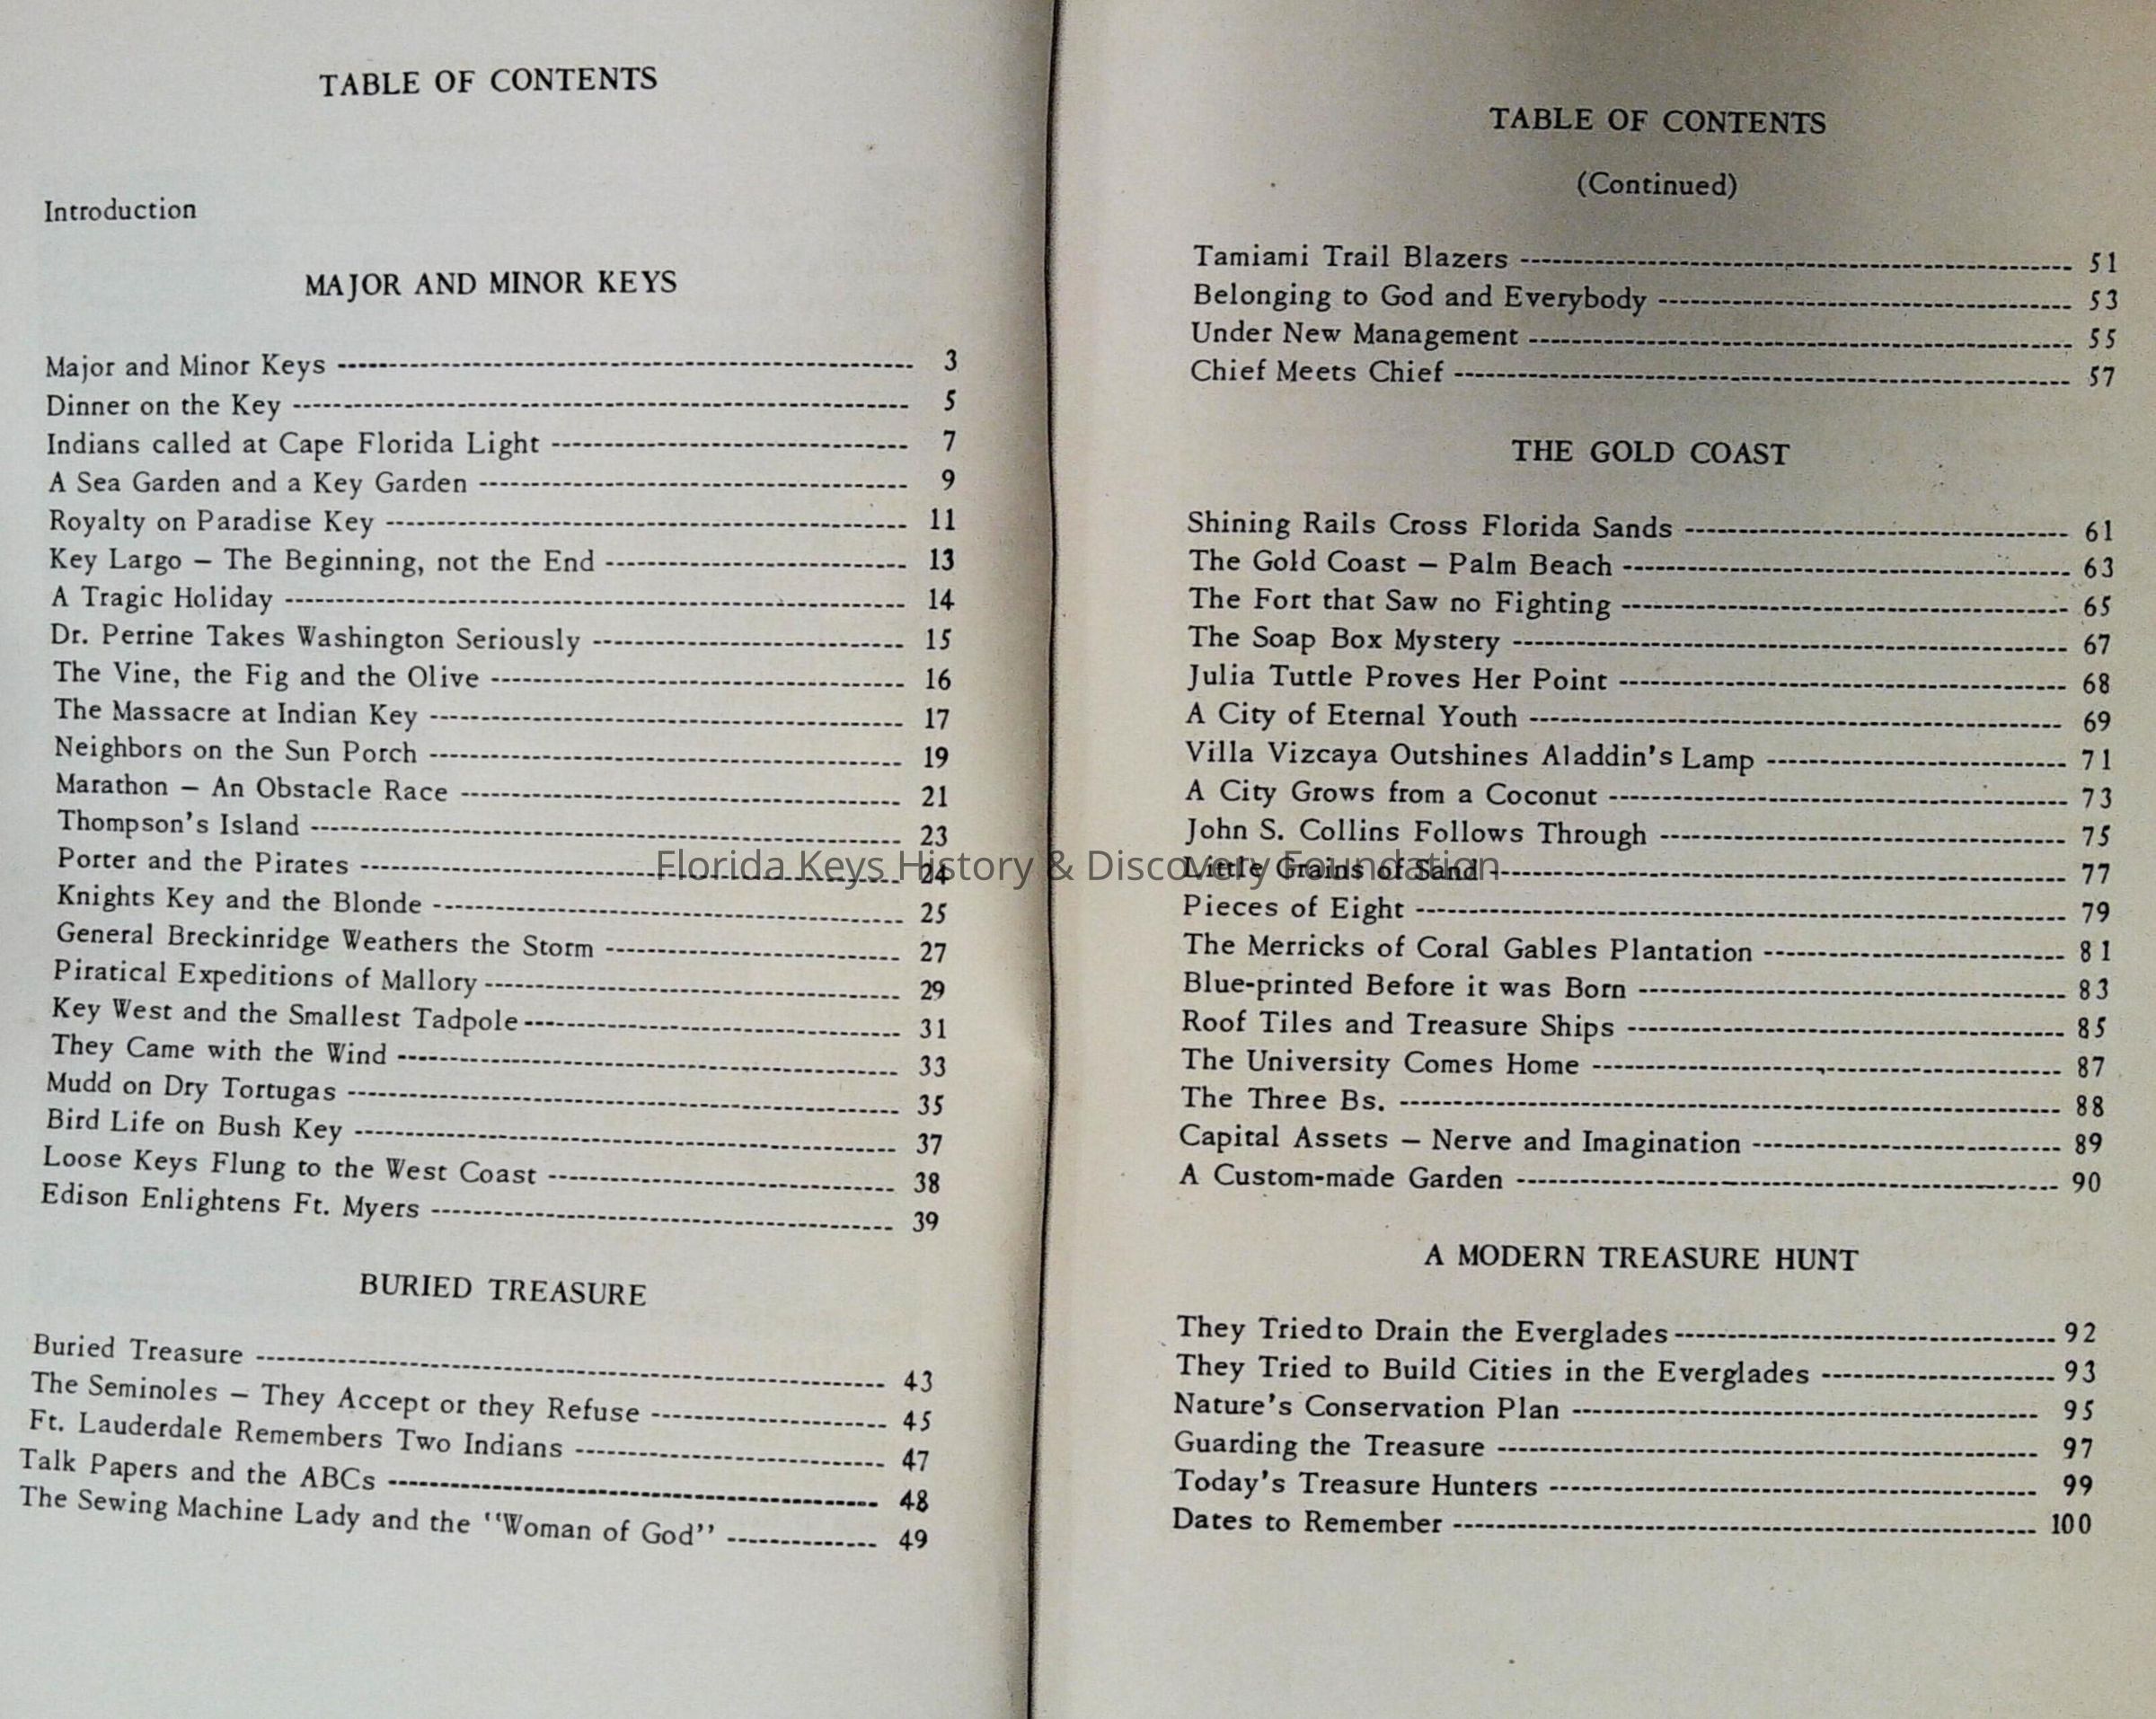 TABLE OF CONTENTS
Introduction
MAJOR AND MINOR KEYS
Major and Minor Keys ---------- 3
Dinner on the Key ---------- 5
Indians called at Cape Florida Light ---------- 7
A Sea Garden and a Key Garden ---------- 9
Royalty on Paradise Key ---------- 11
Key Largo — The Beginning, not the End ---------- 13
A Tragic Holiday ---------- 14
Dr. Perrine Takes Washington Seriously ---------- 15
The Vine, the Fig and the Olive ---------- 16
The Massacre at Indian Key ---------- 17
Neighbors on the Sun Porch ---------- 19
Marathon — An Obstacle Race ---------- 21
Thompson's Island ---------- 23
Porter and the Pirates ---------- 24
Knights Key and the Blonde ---------- 25
General Breckinridge Weathers the Storm ---------- 27
Piratical Expeditions of Mallory ---------- 29
Key West and the Smallest Tadpole ---------- 31
They Came with the Wind ---------- 33
Mudd on Dry Tortugas ---------- 35
Bird Life on Bush Key ---------- 37
Loose Keys Flung to the West Coast ---------- 38
Edison Enlightens Ft. Myers ---------- 39
BURIED TREASURE
Buried Treasure ---------- 43
The Seminoles — They Accept or they Refuse ---------- 45
Ft. Lauderdale Remembers Two Indians ---------- 47
Talk Papers and the ABCs ---------- 48
The Sewing Machine Lady and the "Woman of God" ---------- 49
TABLE OF CONTENTS
(Continued)
Tamiami Trail Blazers ---------- 51
Belonging to God and Everybody ---------- 53
Under New Management ---------- 55
Chief Meets Chief ---------- 57
THE GOLD COAST
Shining Rails Cross Florida Sands ---------- 61
The Gold Coast — Palm Beach ---------- 63
The Fort that Saw no Fighting ---------- 65
The Soap Box Mystery ---------- 67
Julia Tuttle Proves Her Point ---------- 68
A City of Eternal Youth ---------- 69
Villa Vizcaya Outshines Aladdin's Lamp ---------- 71
A City Grows from a Coconut ---------- 73
John S. Collins Follows Through ---------- 75
Little Grains of Sand ---------- 77
Pieces of Eight ---------- 79
The Merricks of Coral Gables Plantation ---------- 81
Blue-printed Before it was Born ---------- 83
Roof Tiles and Treasure Ships ---------- 85
The University Comes Home ---------- 87
The Three Bs. ---------- 88
Capital Assets — Nerve and Imagination ---------- 89
A Custom-made Garden ---------- 90
A MODERN TREASURE HUNT
They Tried to Drain the Everglades ---------- 92
They Tried to Build Cities in the Everglades ---------- 93
Nature's Conservation Plan ---------- 95
Guarding the Treasure ---------- 97
Today's Treasure Hunters ---------- 99
Dates to Remember ---------- 100
Florida Keys History & Discovery Foundation